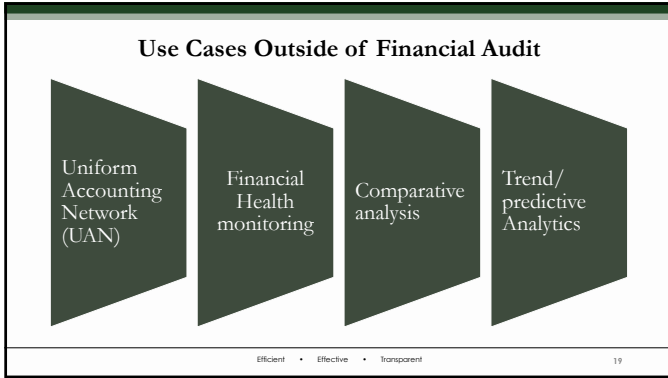 Use Cases Outside of Financial Audit
Uniform
Accounting
Network
(UAN)
Financial
Health
monitoring
Comparative
analysis
Trend/
predictive
Analytics
Efficient • Effective • Transparent
19